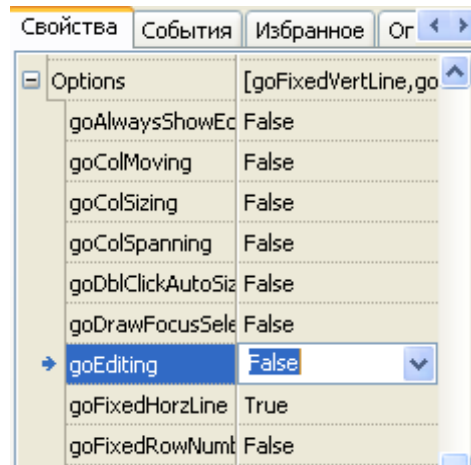 Свойства События Избранное Ог
Options [goFixedVertLine,go
goAlwaysShowEc False
goColMoving False
goColSizing False
goColSpanning False
goDblClickAutoSiz False
goDrawFocusSele False
goEditing False
goFixedHorzLine True
goFixedRowNumb False